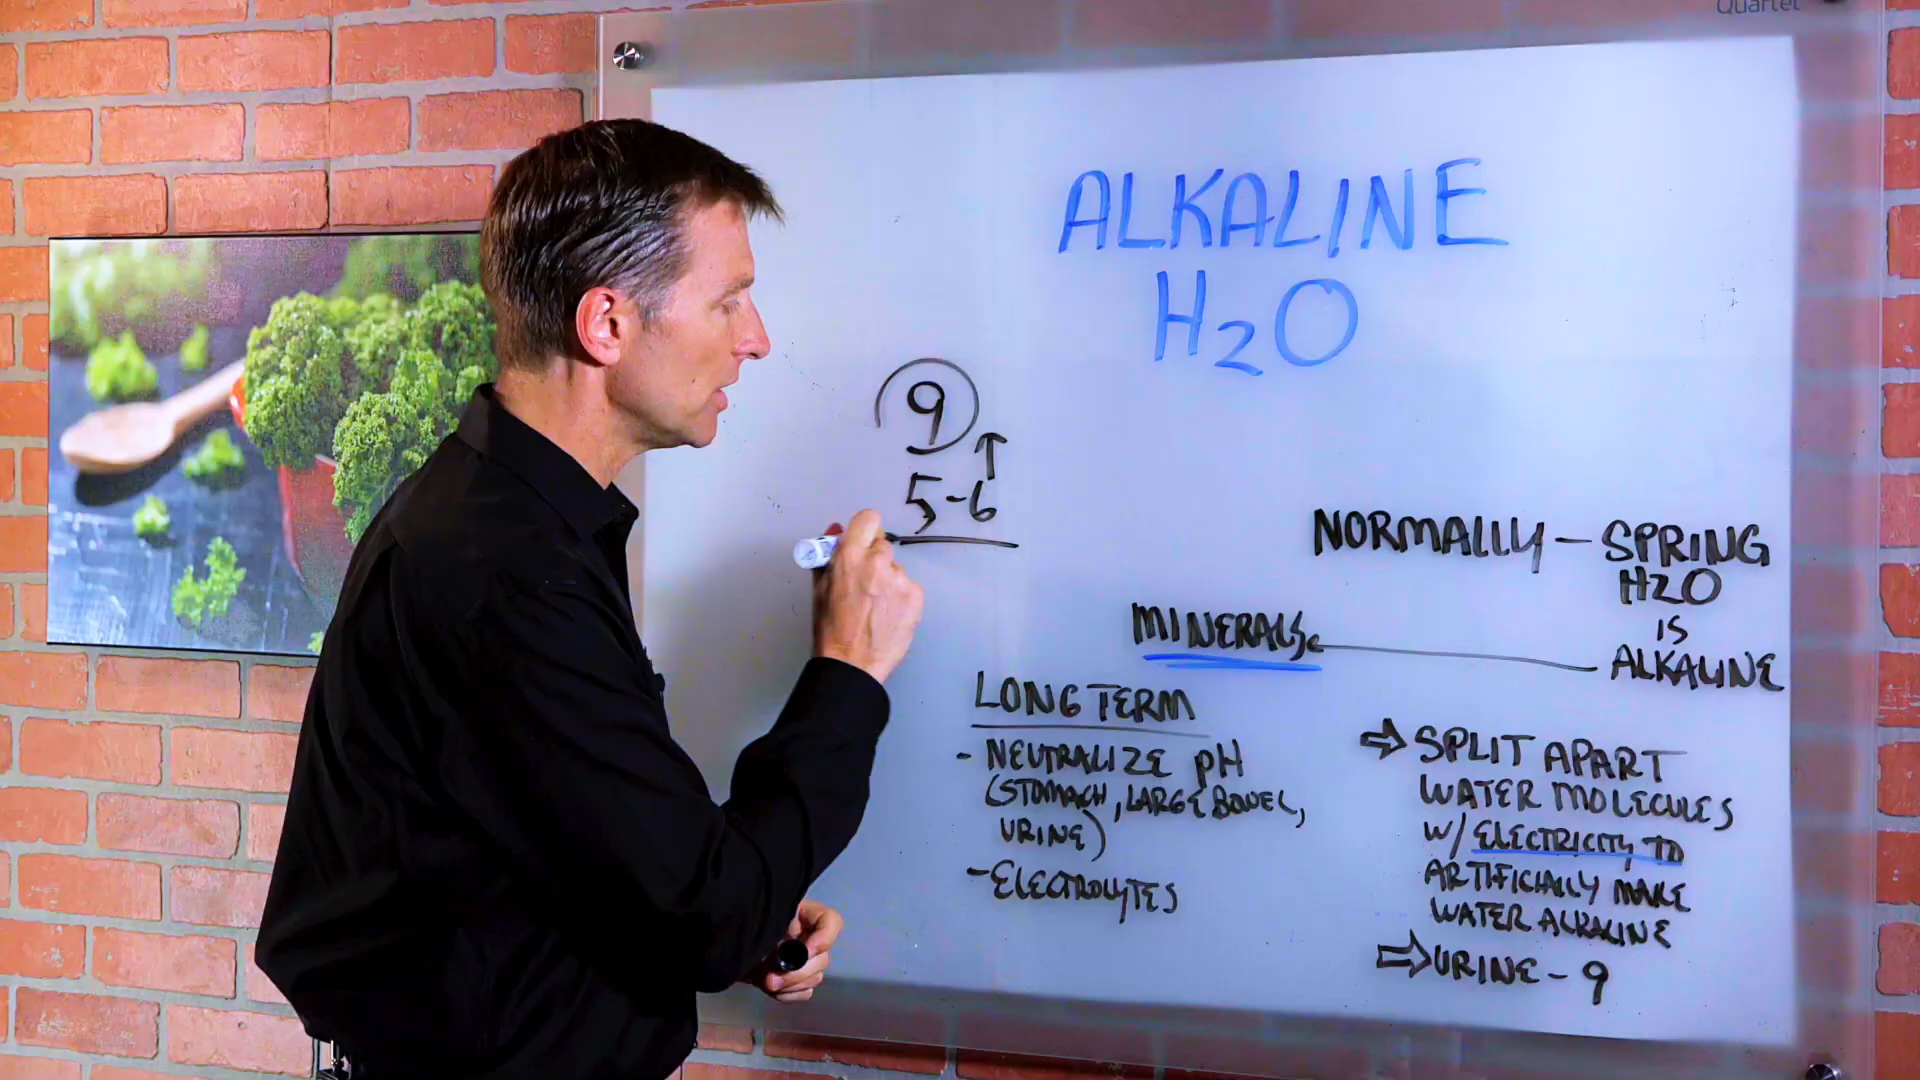 Quartet
ALKALINE
H2O
9
5-6
NORMALLY - SPRING
H2O
IS
ALKALINE
MINERALS
LONG TERM
- NEUTRALIZE pH
(STOMACH, LARGE BOWEL,
URINE)
- ELECTROLYTES
⇒ SPLIT APART
WATER MOLECULES
W/ ELECTRICITY TO
ARTIFICIALLY MAKE
WATER ALKALINE
⇒ URINE - 9